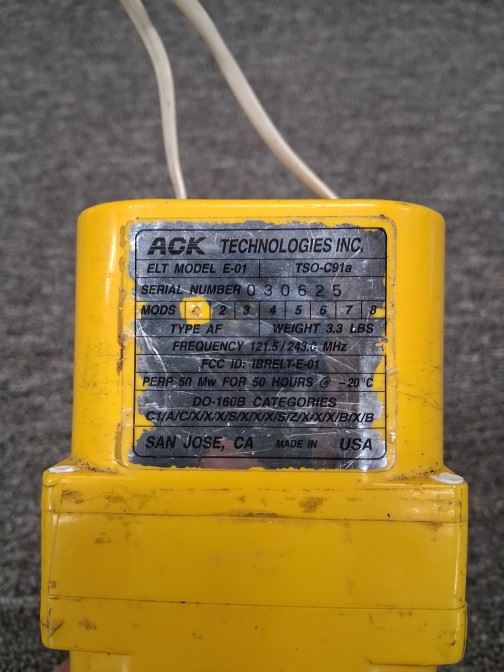 ACK TECHNOLOGIES INC.
ELT MODEL E-01 TSO-C91a
SERIAL NUMBER 030625
MODS 2 3 4 5 6 7 8
TYPE AF WEIGHT 3.3 LBS
FREQUENCY 121.5/243.0 MHz
FCC ID: IBRELT-E-01
PERP 50 Mw FOR 50 HOURS @ -20°C
DO-160B CATEGORIES
C1/A/C/X/X/S/X/X/X/S/Z/X/X/X/B/X/B
SAN JOSE, CA MADE IN USA